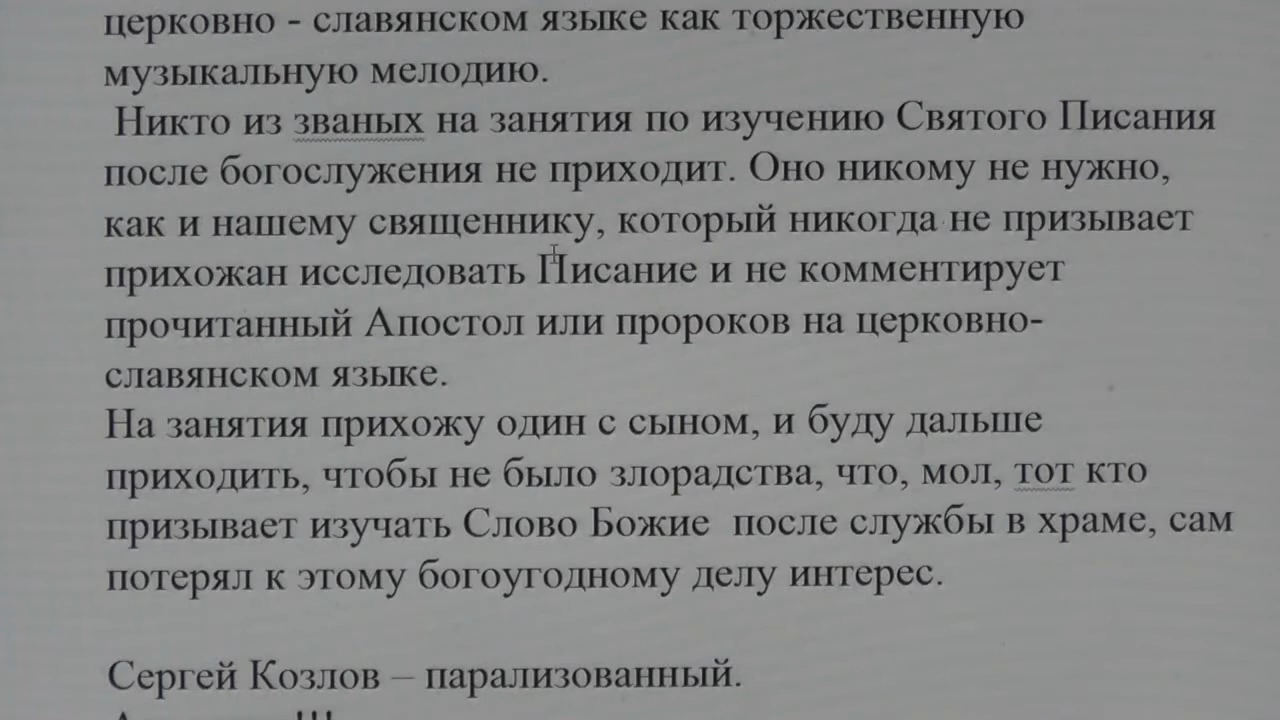 церковно - славянском языке как торжественную
музыкальную мелодию.
Никто из званых на занятия по изучению Святого Писания
после богослужения не приходит. Оно никому не нужно,
как и нашему священнику, который никогда не призывает
прихожан исследовать Писание и не комментирует
прочитанный Апостол или пророков на церковно-
славянском языке.
На занятия прихожу один с сыном, и буду дальше
приходить, чтобы не было злорадства, что, мол, тот кто
призывает изучать Слово Божие  после службы в храме, сам
потерял к этому богоугодному делу интерес.
Сергей Козлов – парализованный.